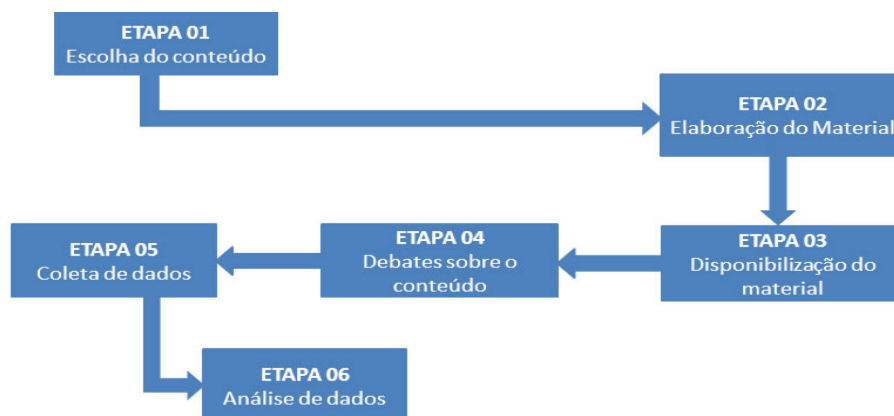 ETAPA 01
Escolha do conteúdo
ETAPA 02
Elaboração do Material
ETAPA 03
Disponibilização do
material
ETAPA 04
Debates sobre o
conteúdo
ETAPA 05
Coleta de dados
ETAPA 06
Análise de dados